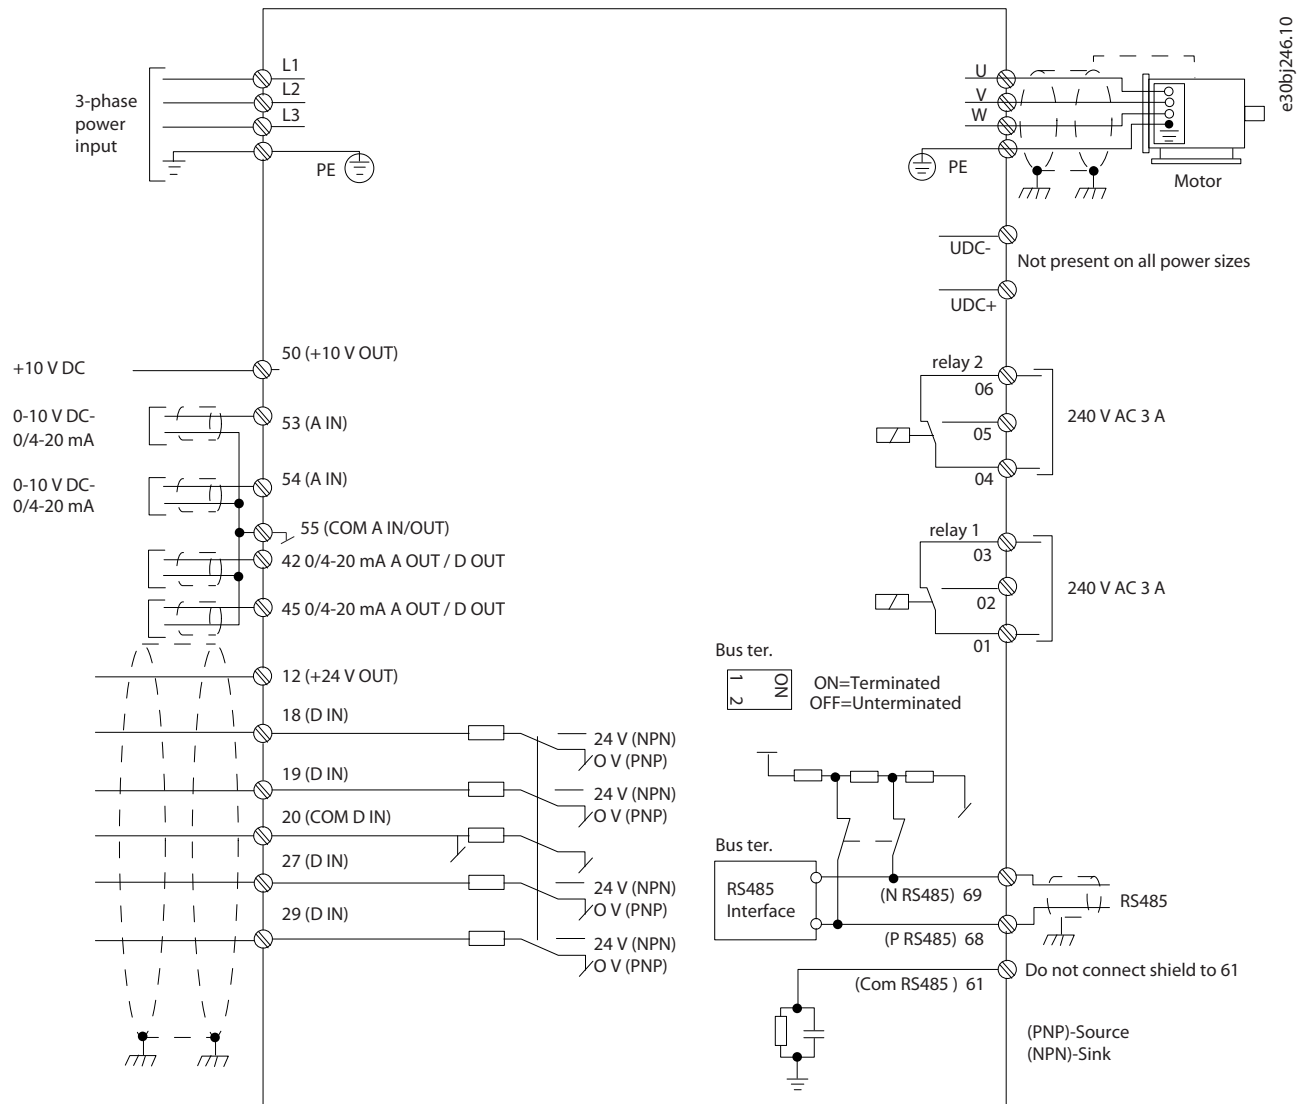 e30bj246.10
3-phase
power
input
L1
L2
L3
PE
U
V
W
PE
Motor
UDC-
Not present on all power sizes
UDC+
+10 V DC
50 (+10 V OUT)
0-10 V DC-
0/4-20 mA
53 (A IN)
0-10 V DC-
0/4-20 mA
54 (A IN)
55 (COM A IN/OUT)
42 0/4-20 mA A OUT / D OUT
45 0/4-20 mA A OUT / D OUT
12 (+24 V OUT)
18 (D IN)
24 V (NPN)
O V (PNP)
19 (D IN)
24 V (NPN)
O V (PNP)
20 (COM D IN)
27 (D IN)
24 V (NPN)
O V (PNP)
29 (D IN)
24 V (NPN)
O V (PNP)
relay 2
06
05
04
240 V AC 3 A
relay 1
03
02
01
240 V AC 3 A
Bus ter.
1
2
ON
ON=Terminated
OFF=Unterminated
Bus ter.
RS485
Interface
(N RS485) 69
RS485
(P RS485) 68
(Com RS485 ) 61
Do not connect shield to 61
(PNP)-Source
(NPN)-Sink